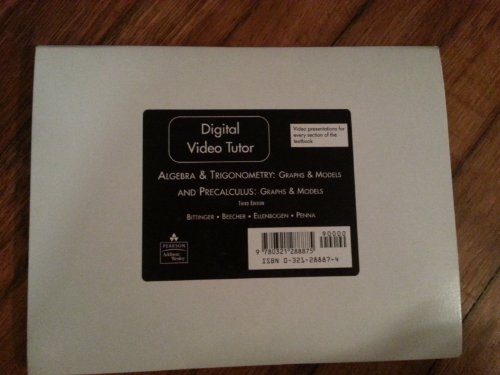 Digital
Video Tutor
Video presentations for
every section of the
textbook
ALGEBRA & TRIGONOMETRY: GRAPHS & MODELS
AND PRECALCULUS: GRAPHS & MODELS
THIRD EDITION
BITTINGER • BEECHER • ELLENBOGEN • PENNA
PEARSON
Addison
Wesley
90000
9 780321 288875
ISBN 0-321-28887-4